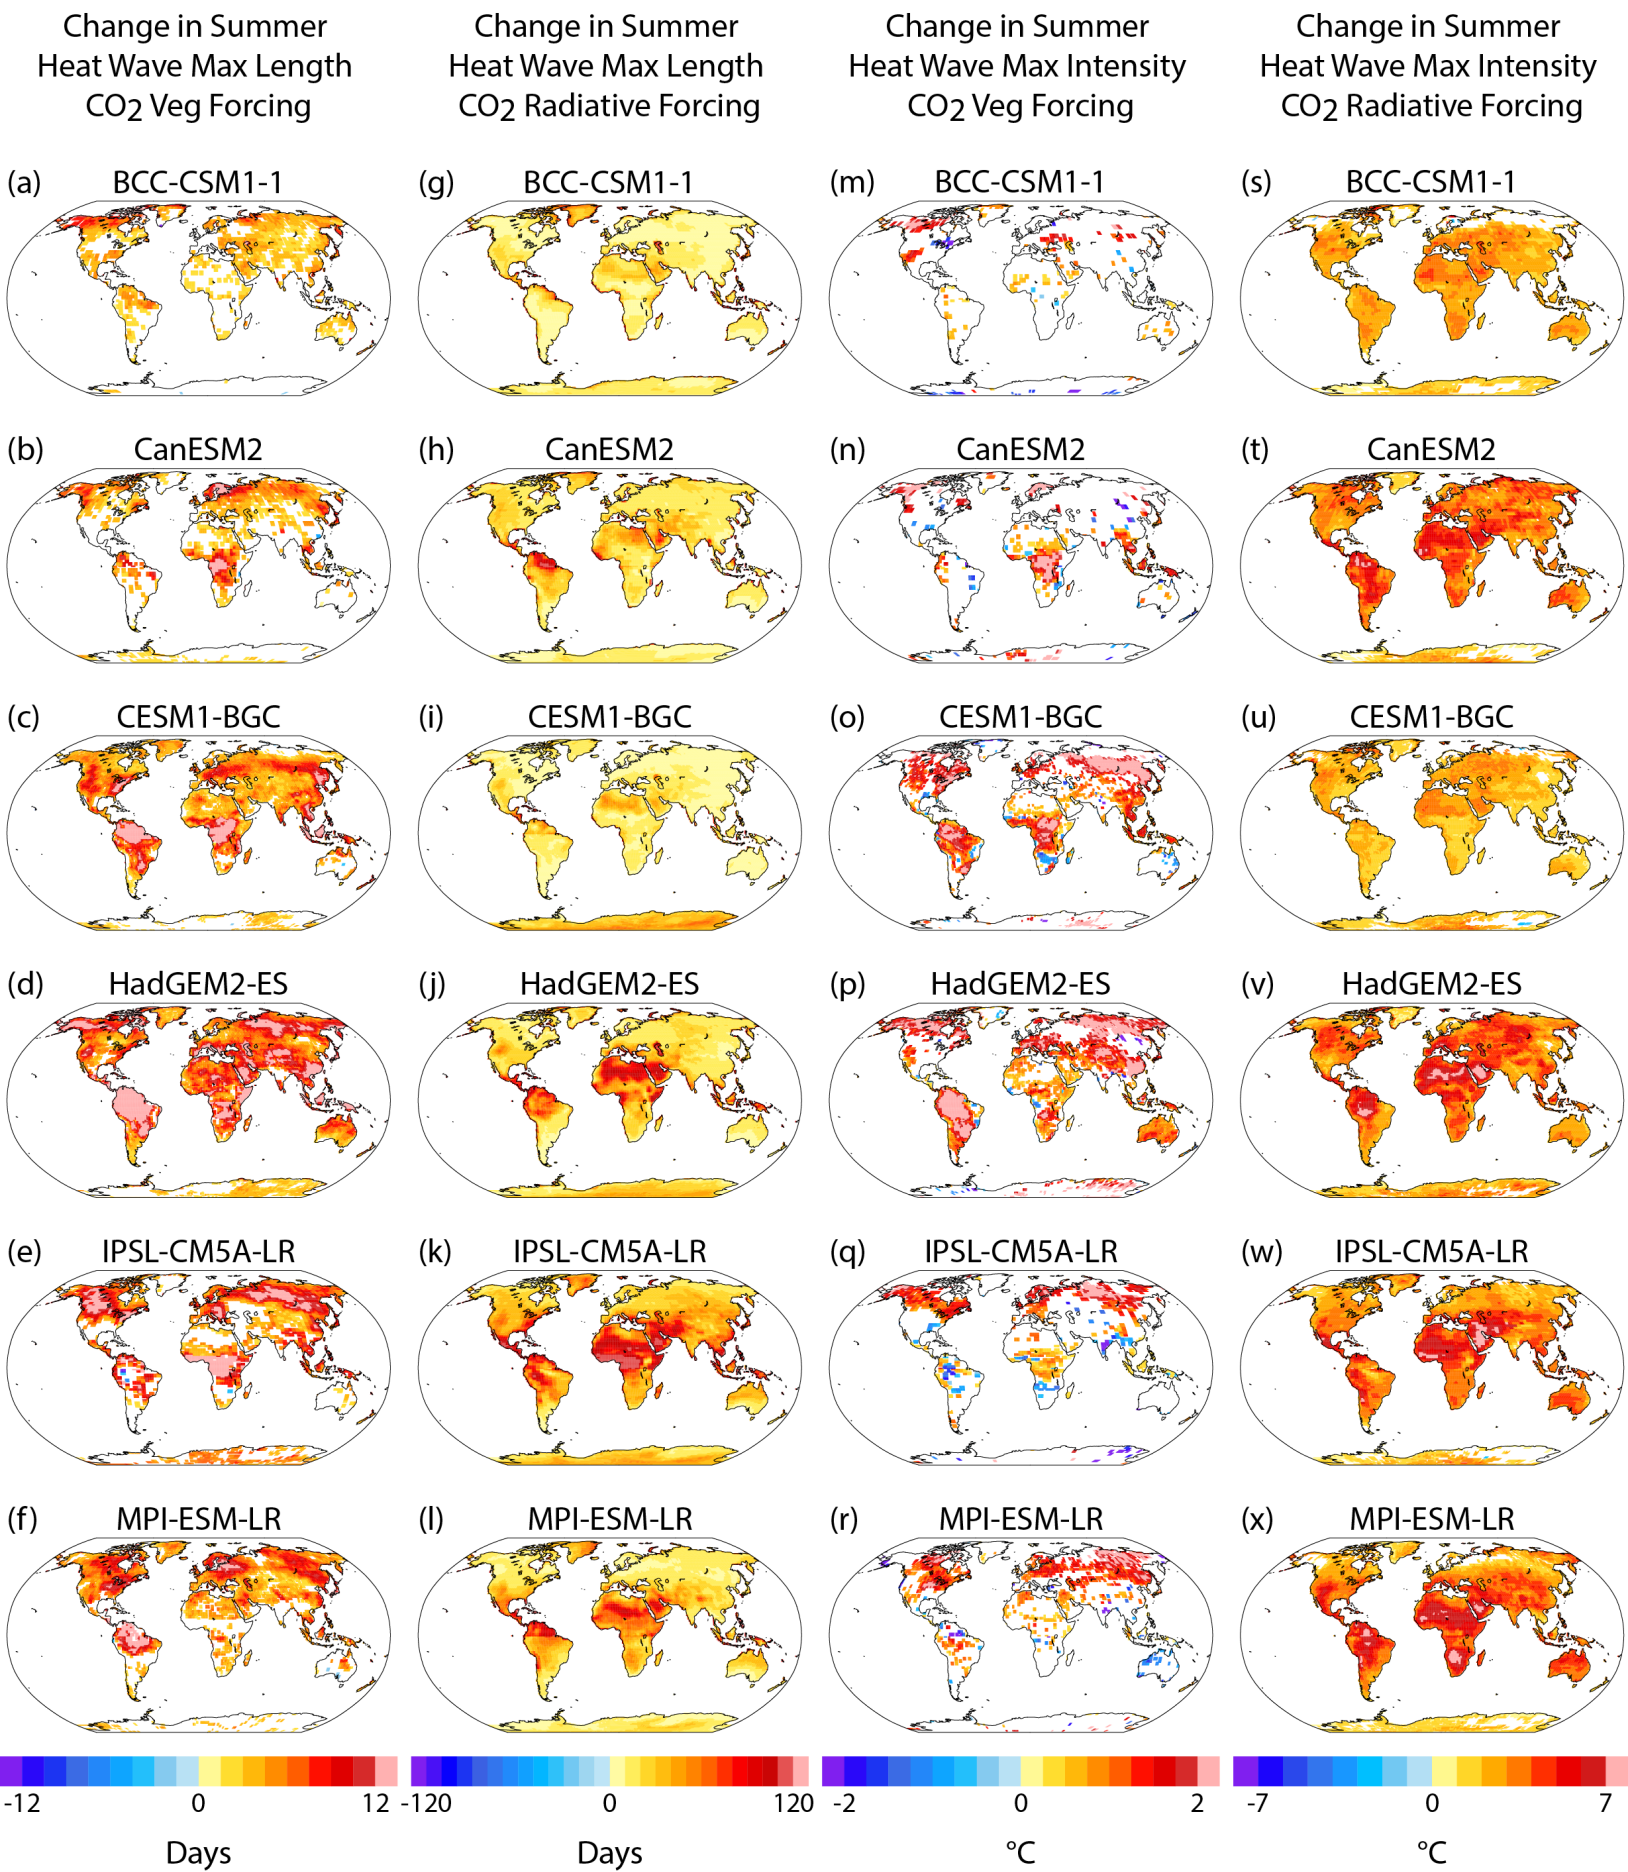 Change in Summer
Heat Wave Max Length
CO2 Veg Forcing
Change in Summer
Heat Wave Max Length
CO2 Radiative Forcing
Change in Summer
Heat Wave Max Intensity
CO2 Veg Forcing
Change in Summer
Heat Wave Max Intensity
CO2 Radiative Forcing
(a) BCC-CSM1-1
(g) BCC-CSM1-1
(m) BCC-CSM1-1
(s) BCC-CSM1-1
(b) CanESM2
(h) CanESM2
(n) CanESM2
(t) CanESM2
(c) CESM1-BGC
(i) CESM1-BGC
(o) CESM1-BGC
(u) CESM1-BGC
(d) HadGEM2-ES
(j) HadGEM2-ES
(p) HadGEM2-ES
(v) HadGEM2-ES
(e) IPSL-CM5A-LR
(k) IPSL-CM5A-LR
(q) IPSL-CM5A-LR
(w) IPSL-CM5A-LR
(f) MPI-ESM-LR
(l) MPI-ESM-LR
(r) MPI-ESM-LR
(x) MPI-ESM-LR
-12 0 12
-120 0 120
-2 0 2
-7 0 7
Days
Days
°C
°C